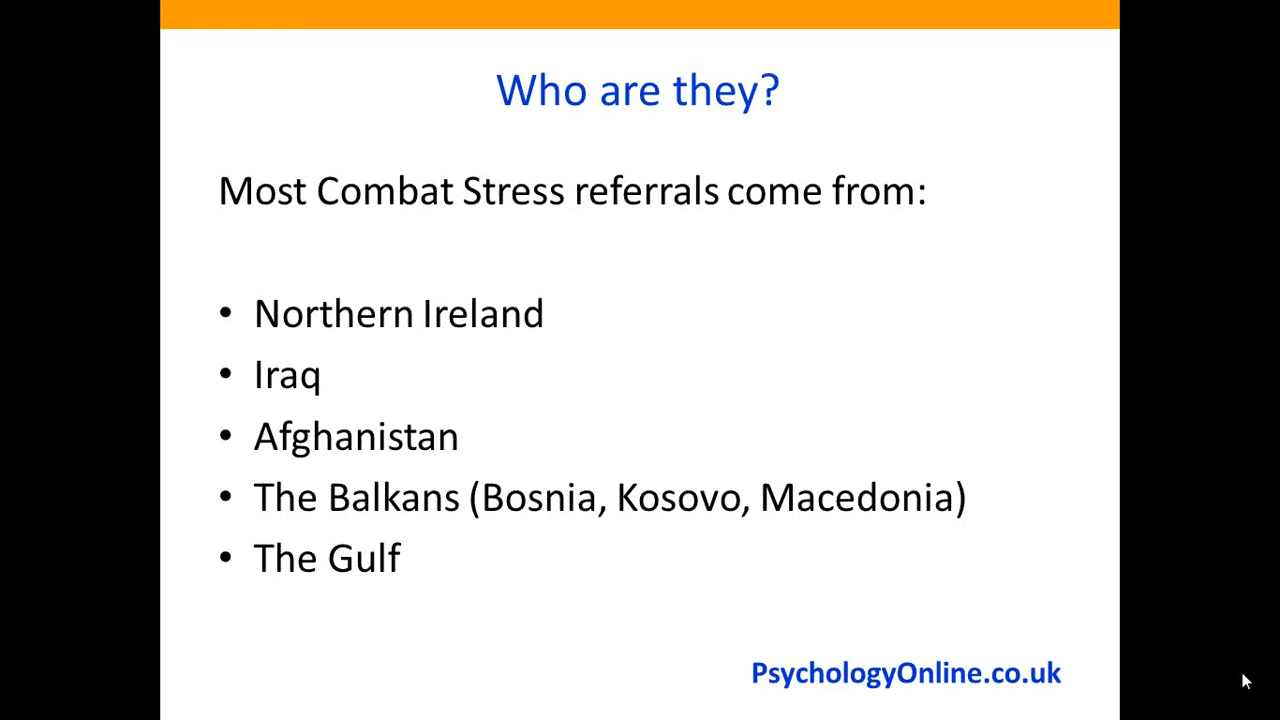 Who are they?
Most Combat Stress referrals come from:
• Northern Ireland
• Iraq
• Afghanistan
• The Balkans (Bosnia, Kosovo, Macedonia)
• The Gulf
PsychologyOnline.co.uk